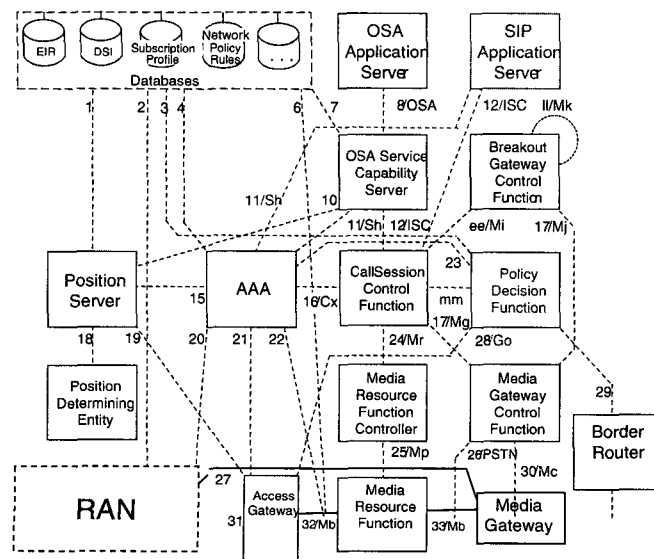 EIR
DSI
Subscription
Profile
Network
Policy
Rules
. . .
Databases
OSA
Application
Server
SIP
Application
Server
1
2
3
4
6
7
8/OSA
12/ISC
ll/Mk
OSA Service
Capability
Server
Breakout
Gateway
Control
Function
11/Sh
10
11/Sh
12/ISC
ee/Mi
17/Mj
Position
Server
15
AAA
16/Cx
CallSession
Control
Function
mm
23
Policy
Decision
Function
17/Mg
18
19
20
21
22
24/Mr
28/Go
29
Position
Determining
Entity
Media
Resource
Function
Controller
Media
Gateway
Control
Function
Border
Router
25/Mp
26/PSTN
30/Mc
RAN
27
31
Access
Gateway
32/Mb
Media
Resource
Function
33/Mb
Media
Gateway